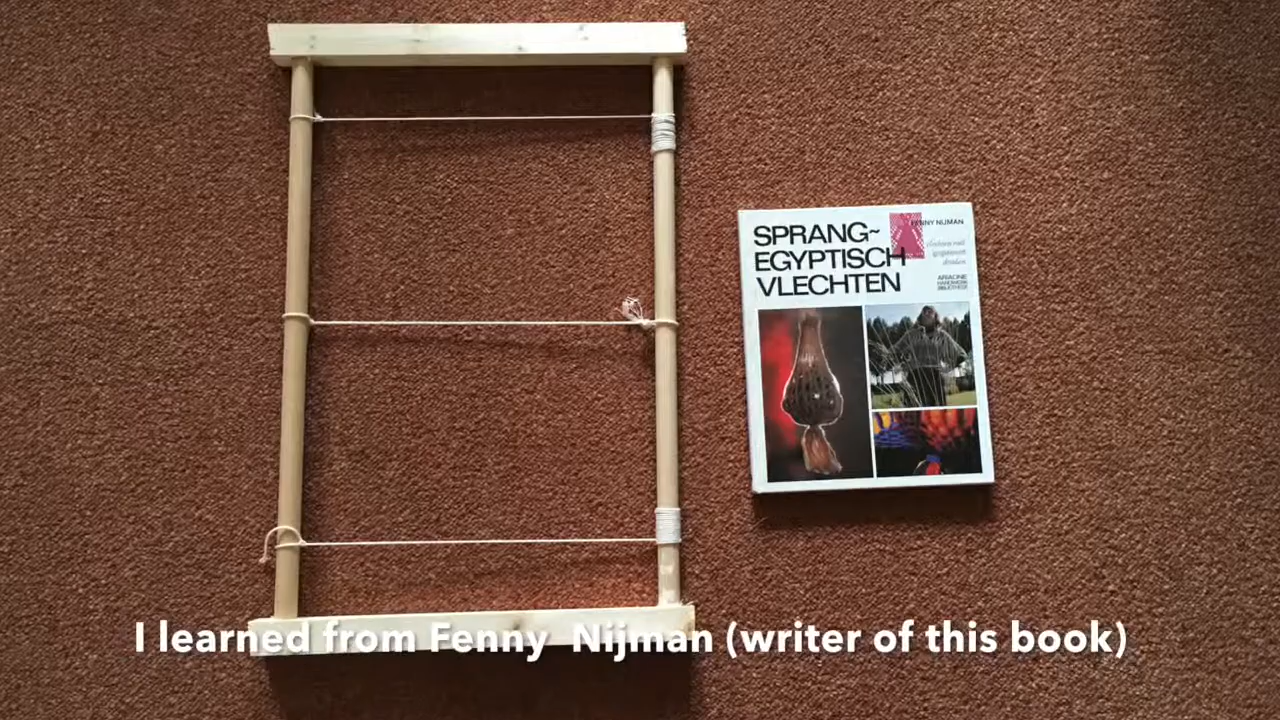 FENNY NIJMAN
SPRANG~
EGYPTISCH
VLECHTEN
ARIADNE
I learned from Fenny Nijman (writer of this book)